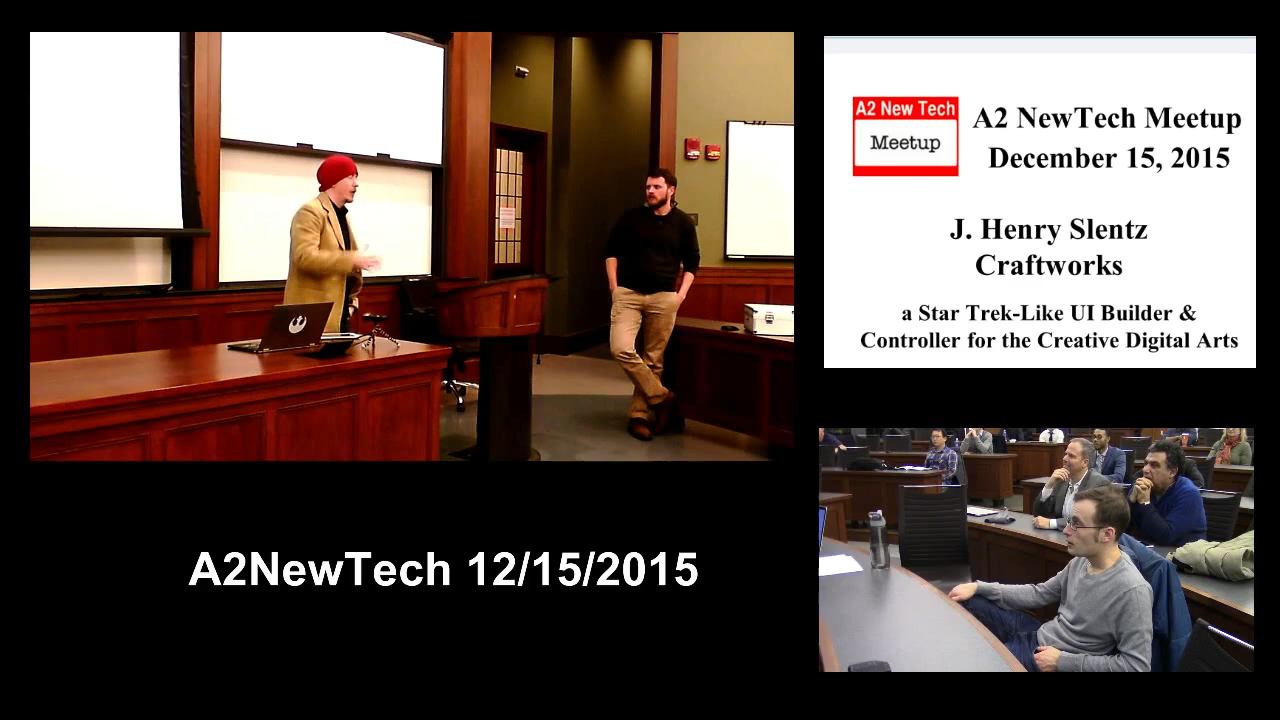 A2 New Tech
Meetup
A2 NewTech Meetup
December 15, 2015
J. Henry Slentz
Craftworks
a Star Trek-Like UI Builder &
Controller for the Creative Digital Arts
A2NewTech 12/15/2015